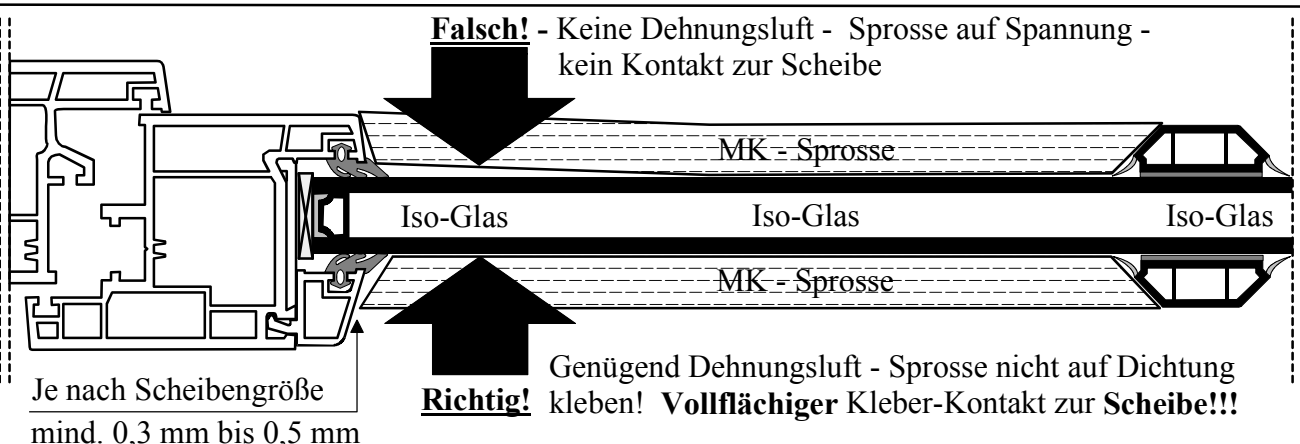 Falsch! - Keine Dehnungsluft - Sprosse auf Spannung -
kein Kontakt zur Scheibe
MK - Sprosse
Iso-Glas Iso-Glas Iso-Glas
MK - Sprosse
Genügend Dehnungsluft - Sprosse nicht auf Dichtung
Richtig! kleben! Vollflächiger Kleber-Kontakt zur Scheibe!!!
Je nach Scheibengröße
mind. 0,3 mm bis 0,5 mm